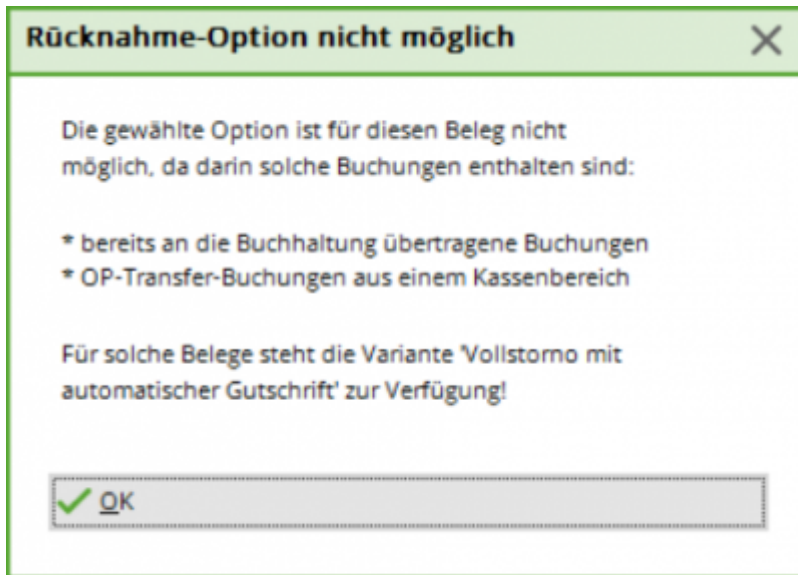 Rücknahme-Option nicht möglich
Die gewählte Option ist für diesen Beleg nicht
möglich, da darin solche Buchungen enthalten sind:
* bereits an die Buchhaltung übertragene Buchungen
* OP-Transfer-Buchungen aus einem Kassenbereich
Für solche Belege steht die Variante 'Vollstorno mit
automatischer Gutschrift' zur Verfügung!
OK